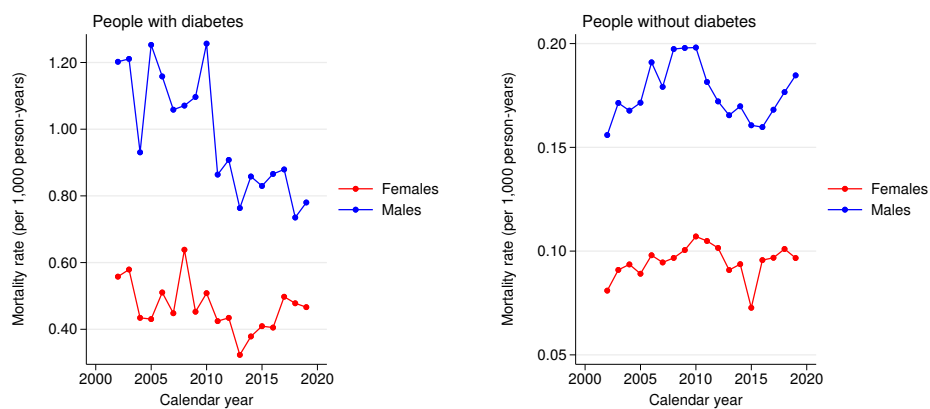 People with diabetes
Mortality rate (per 1,000 person-years)
1.20
1.00
0.80
0.60
0.40
2000 2005 2010 2015 2020
Calendar year
Females
Males
People without diabetes
Mortality rate (per 1,000 person-years)
0.20
0.15
0.10
0.05
2000 2005 2010 2015 2020
Calendar year
Females
Males